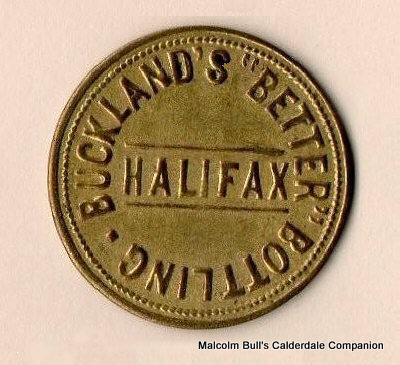 BUCKLAND'S "BETTER" BOTTLING
HALIFAX
Malcolm Bull's Calderdale Companion